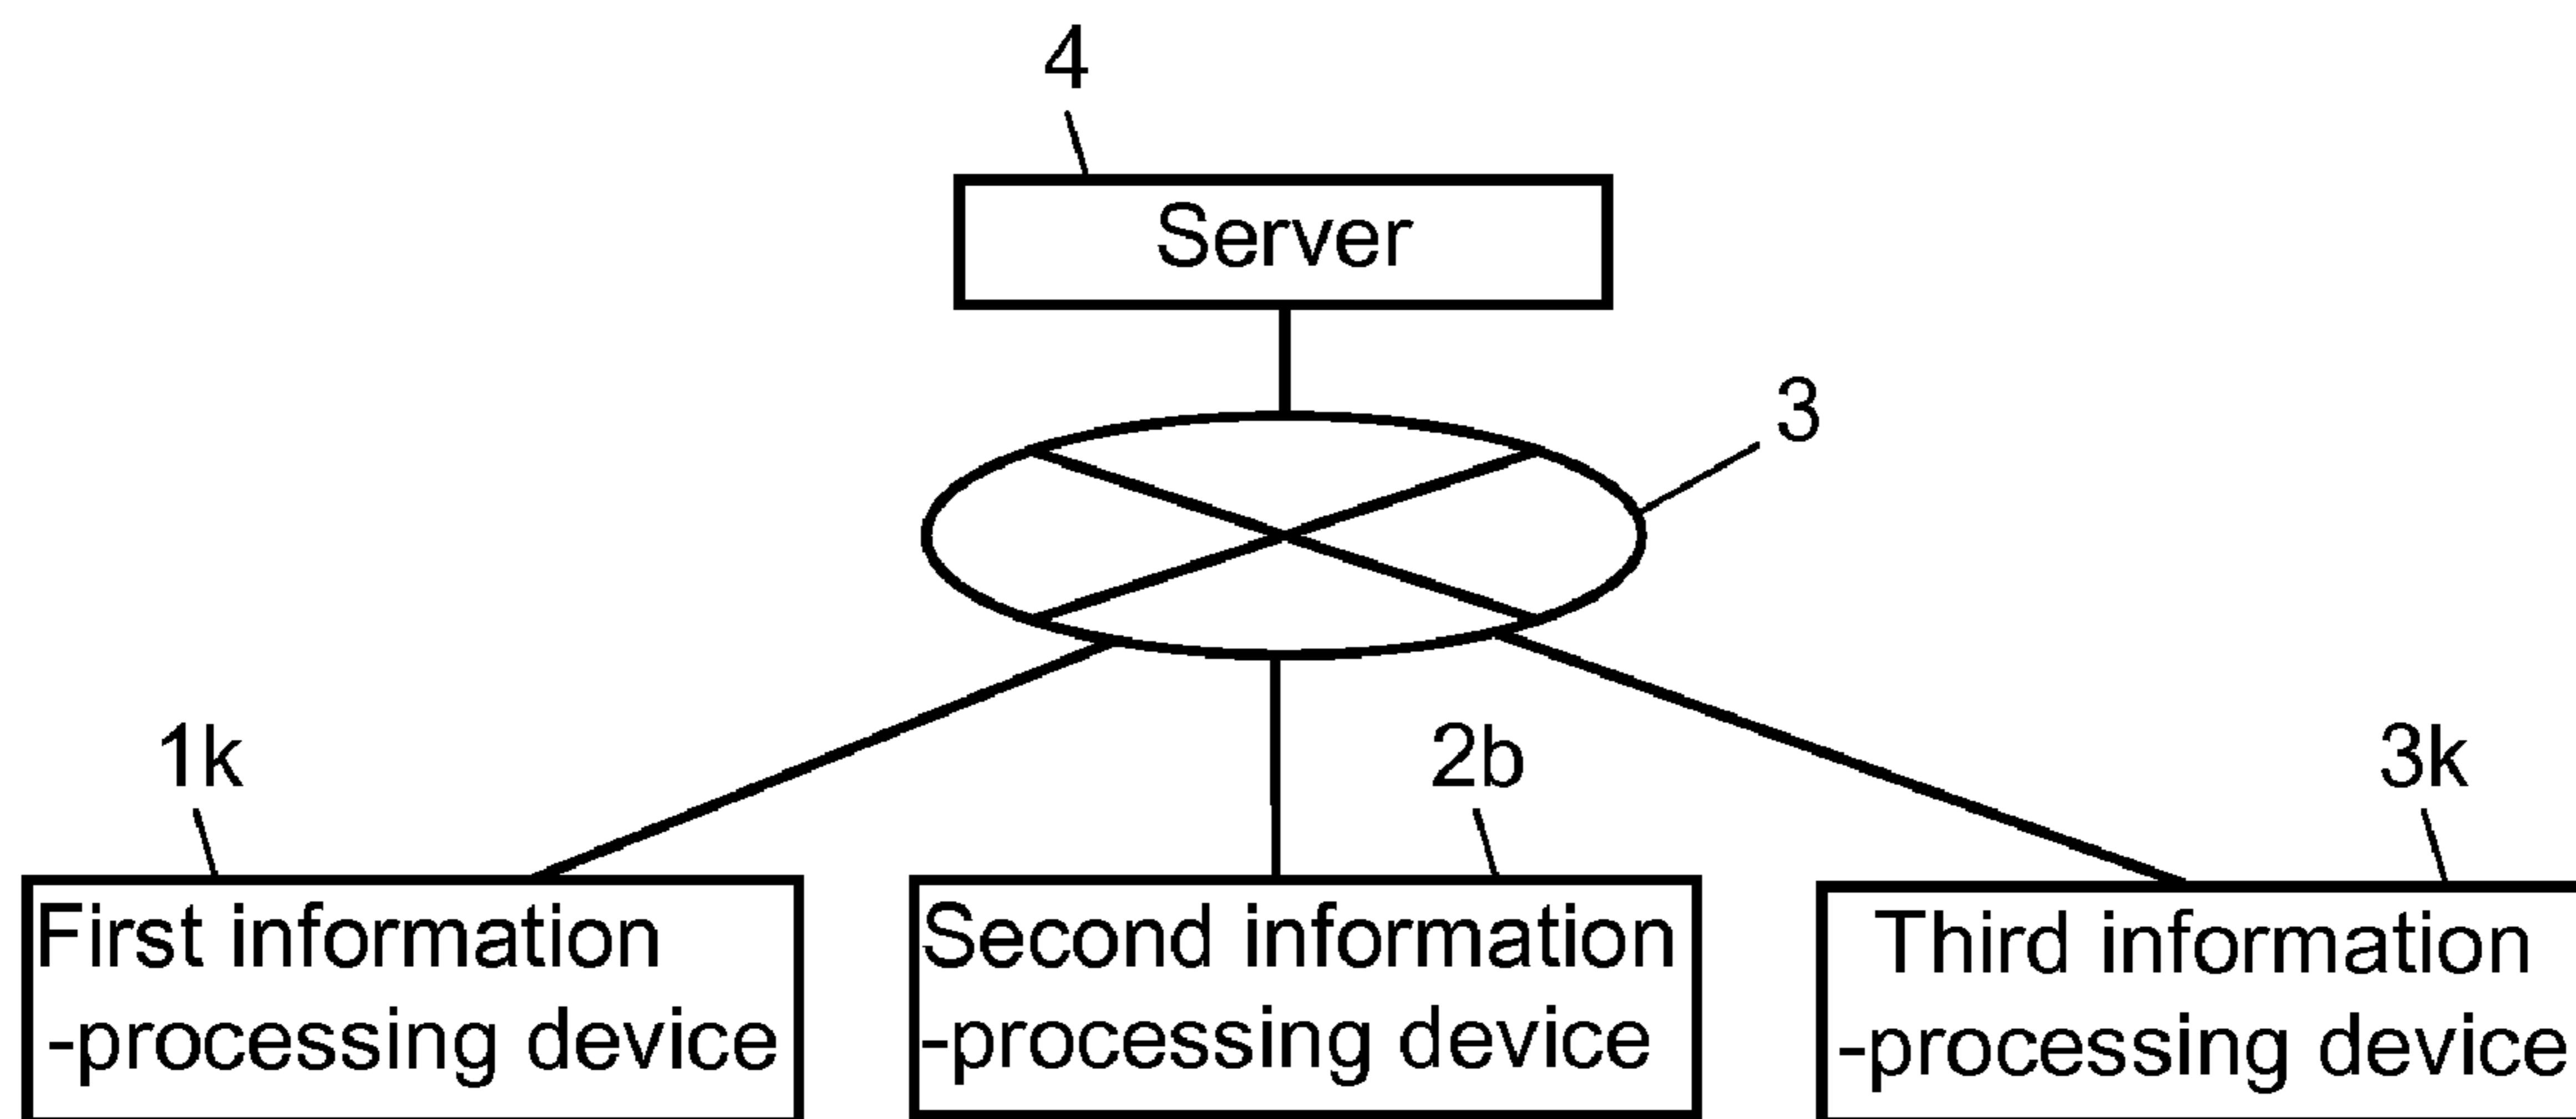 4
Server
3
1k
2b
3k
First information
-processing device
Second information
-processing device
Third information
-processing device